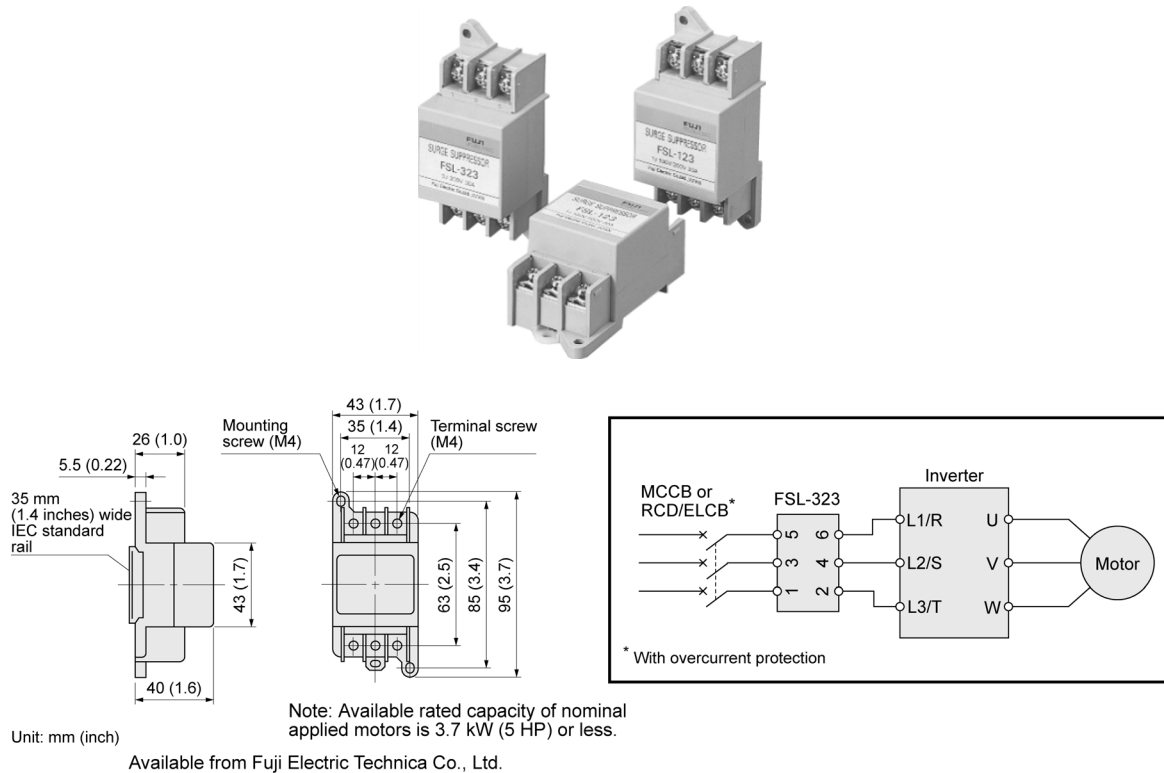 FUJI
SURGE SUPPRESSOR
FSL-323
FUJI
SURGE SUPPRESSOR
FSL-123
FUJI
SURGE SUPPRESSOR
FSL-123
26 (1.0)
5.5 (0.22)
35 mm
(1.4 inches) wide
IEC standard
rail
43 (1.7)
40 (1.6)
Unit: mm (inch)
Mounting
screw (M4)
43 (1.7)
35 (1.4)
12
(0.47)
12
(0.47)
Terminal screw
(M4)
63 (2.5)
85 (3.4)
95 (3.7)
Note: Available rated capacity of nominal
applied motors is 3.7 kW (5 HP) or less.
Available from Fuji Electric Technica Co., Ltd.
MCCB or
RCD/ELCB*
FSL-323
Inverter
5 6
3 4
1 2
L1/R U
L2/S V
L3/T W
Motor
* With overcurrent protection